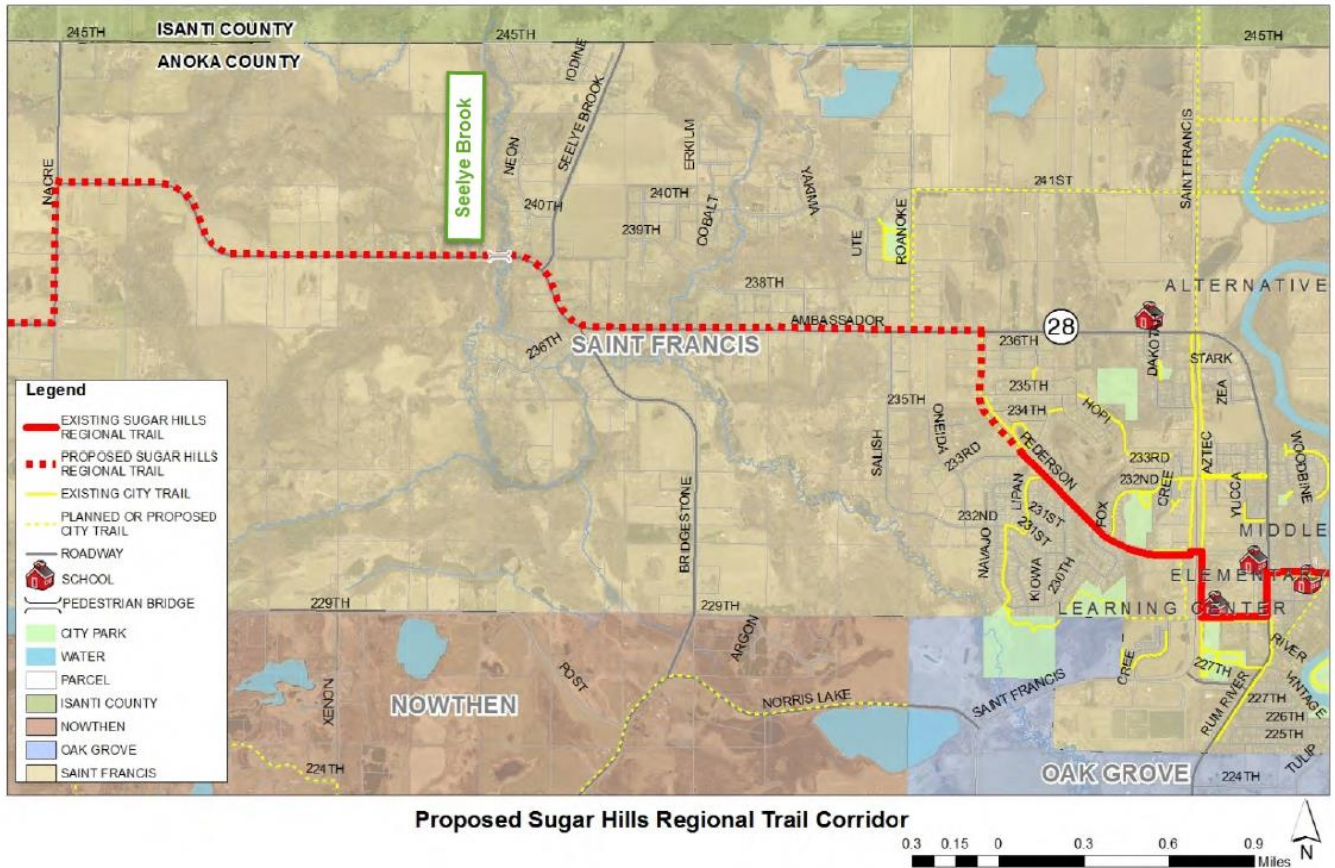 ISANTI COUNTY
ANOKA COUNTY
245TH
245TH
245TH
IODINE
SEELYE BROOK
Seelye Brook
NEON
ERKIUM
SAINT FRANCIS
NACRE
240TH
240TH
239TH
COBALT
YAKIMA
UTE
ROANOKE
241ST
238TH
AMBASSADOR
236TH
SAINT FRANCIS
28
236TH
ALTERNATIVE
DAKOTA
STARK
ZEA
235TH
235TH
234TH
HOPI
ONEIDA
233RD
PEDERSON
SALISH
233RD
232ND
CREE
AZTEC
YUCCA
WOODBINE
LIPAN
231ST
231ST
232ND
FOX
NAVAJO
KIOWA
230TH
MIDDLE
ELEMENTARY
LEARNING CENTER
BRIDGESTONE
229TH
229TH
ARGON
POST
XENON
NOWTHEN
NORRIS LAKE
SAINT FRANCIS
CREE
227TH
RIVER
RUM RIVER
VINTAGE
227TH
226TH
225TH
TULIP
224TH
224TH
OAK GROVE
Legend
EXISTING SUGAR HILLS
REGIONAL TRAIL
PROPOSED SUGAR HILLS
REGIONAL TRAIL
EXISTING CITY TRAIL
PLANNED OR PROPOSED
CITY TRAIL
ROADWAY
SCHOOL
PEDESTRIAN BRIDGE
CITY PARK
WATER
PARCEL
ISANTI COUNTY
NOWTHEN
OAK GROVE
SAINT FRANCIS
Proposed Sugar Hills Regional Trail Corridor
0.3 0.15 0 0.3 0.6 0.9
Miles
N